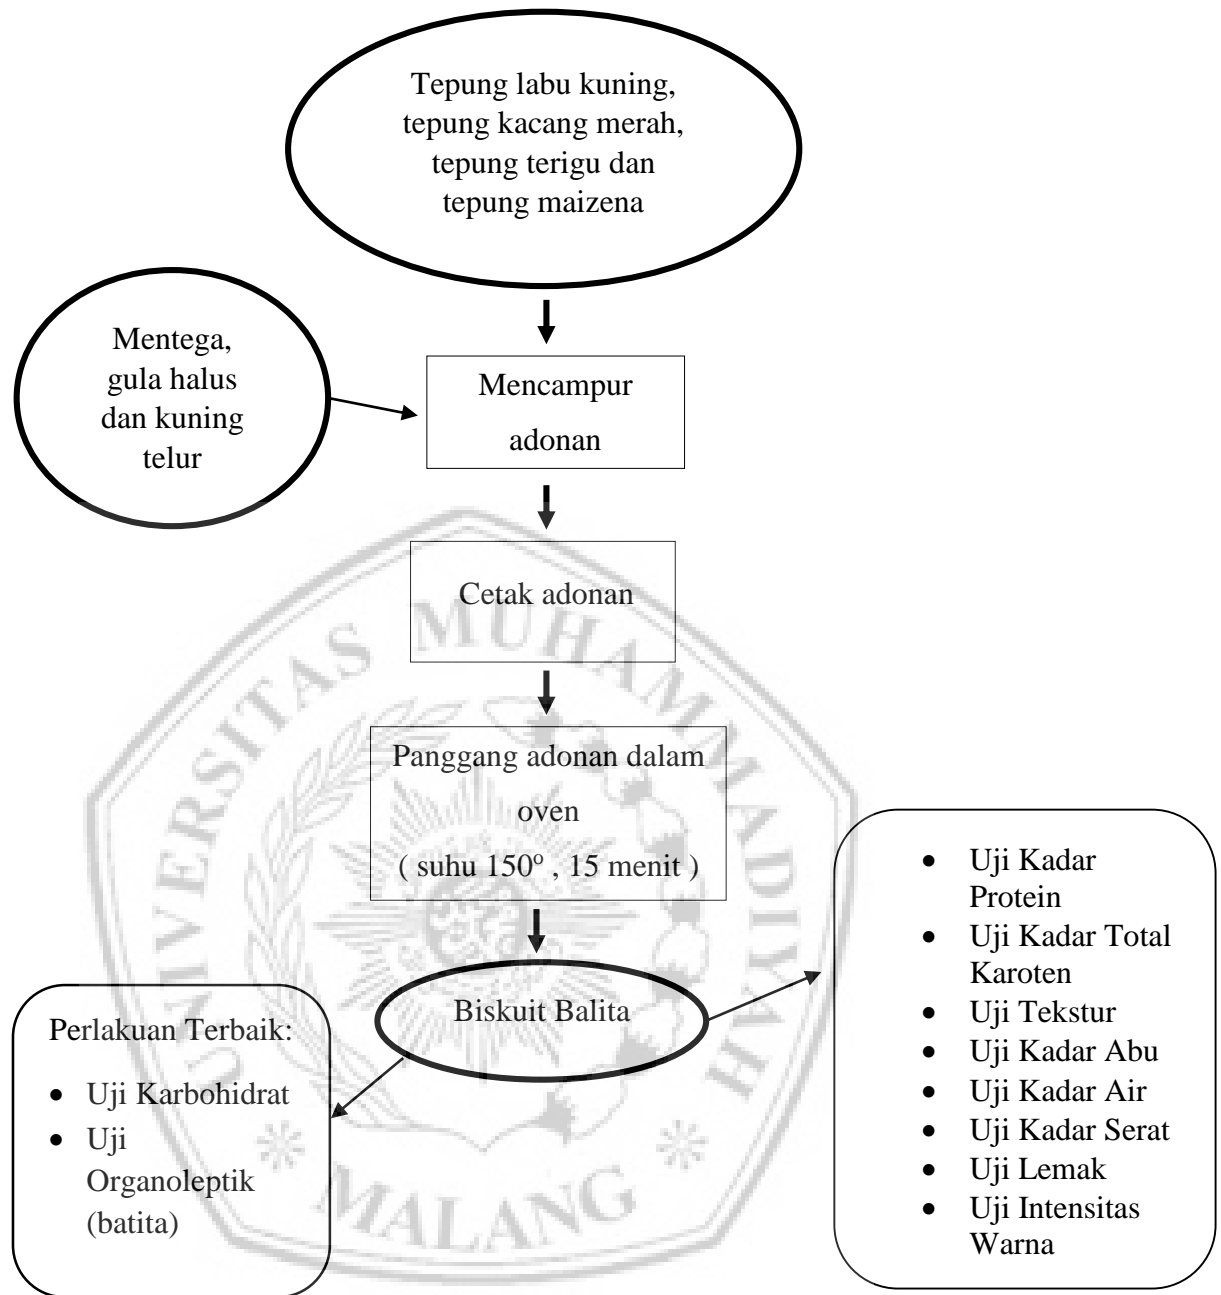 Tepung labu kuning,
tepung kacang merah,
tepung terigu dan
tepung maizena
Mentega,
gula halus
dan kuning
telur
Mencampur
adonan
Cetak adonan
Panggang adonan dalam
oven
( suhu 150º , 15 menit )
Biskuit Balita
Perlakuan Terbaik:
• Uji Karbohidrat
• Uji
Organoleptik
(batita)
• Uji Kadar
Protein
• Uji Kadar Total
Karoten
• Uji Tekstur
• Uji Kadar Abu
• Uji Kadar Air
• Uji Kadar Serat
• Uji Lemak
• Uji Intensitas
Warna
UNIVERSITAS MUHAMMADIYAH
MALANG